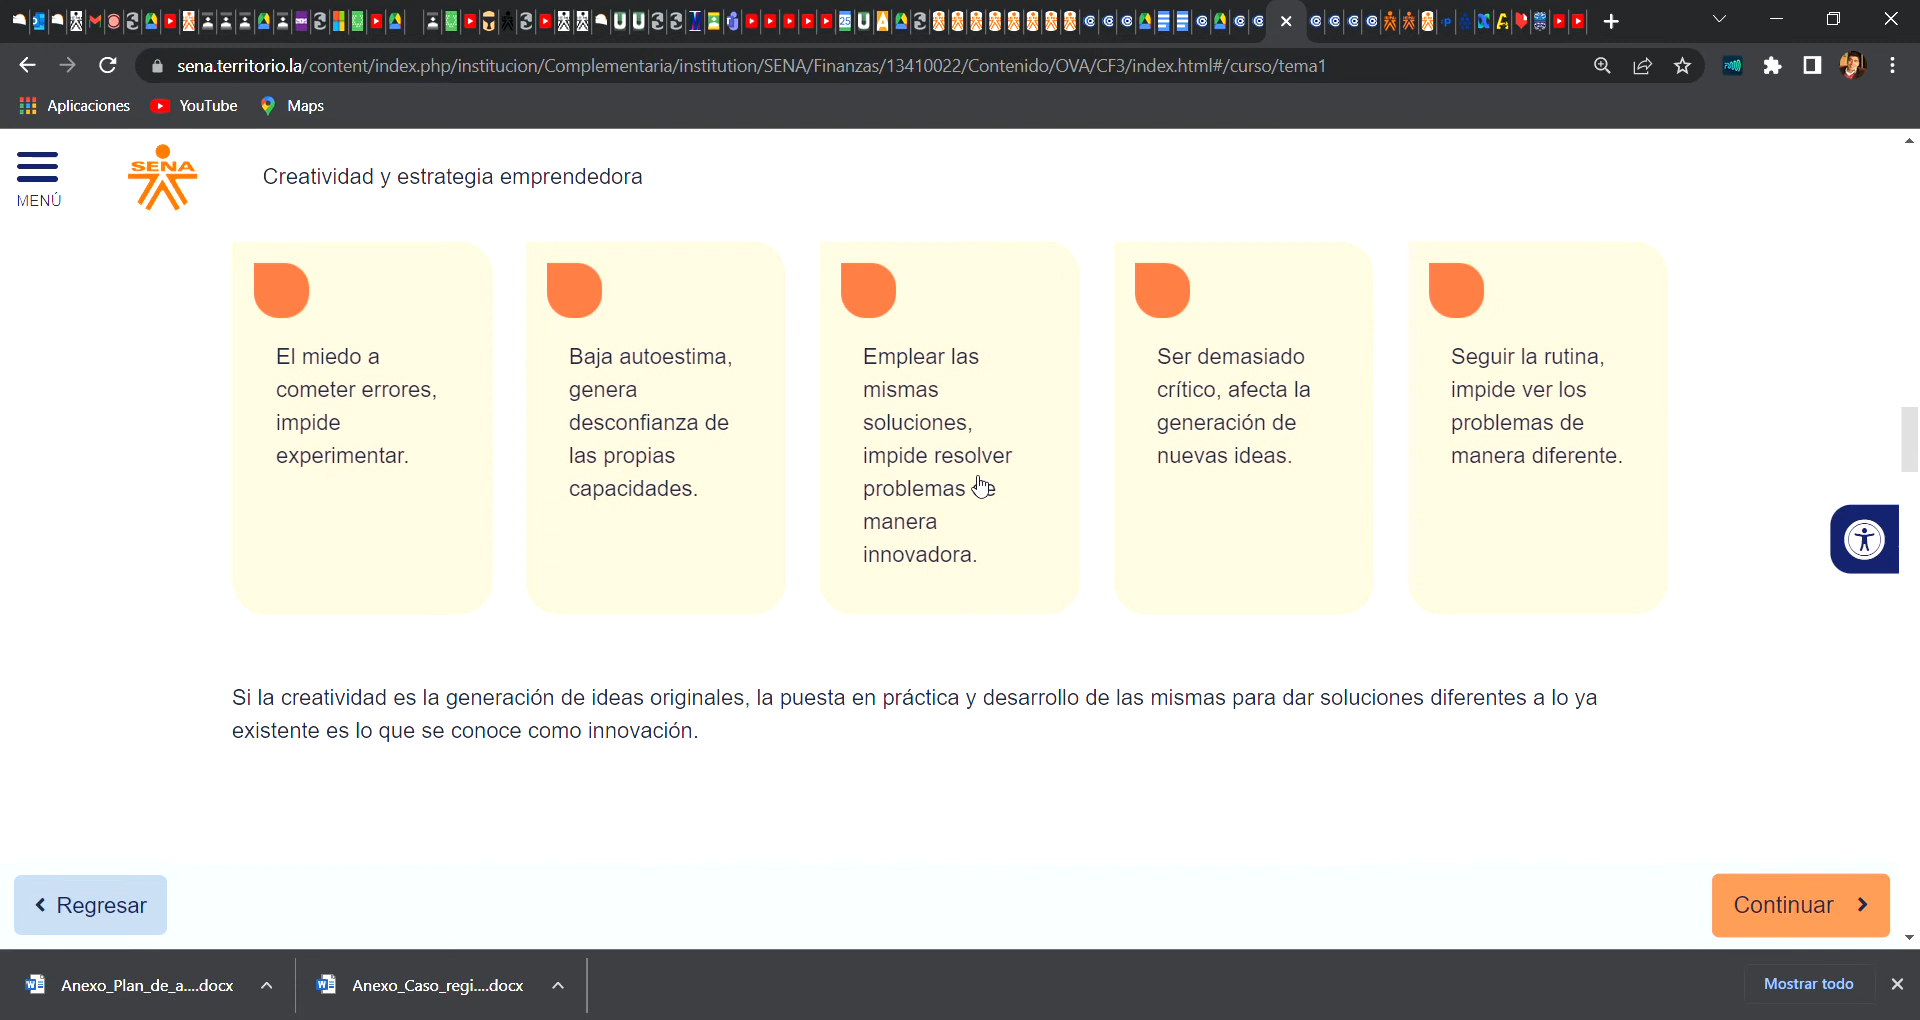 sena.territorio.la/content/index.php/institucion/Complementaria/institution/SENA/Finanzas/13410022/Contenido/OVA/CF3/index.html#/curso/tema1
Aplicaciones YouTube Maps
MENÚ
SENA
Creatividad y estrategia emprendedora
El miedo a
cometer errores,
impide
experimentar.
Baja autoestima,
genera
desconfianza de
las propias
capacidades.
Emplear las
mismas
soluciones,
impide resolver
problemas de
manera
innovadora.
Ser demasiado
crítico, afecta la
generación de
nuevas ideas.
Seguir la rutina,
impide ver los
problemas de
manera diferente.
Si la creatividad es la generación de ideas originales, la puesta en práctica y desarrollo de las mismas para dar soluciones diferentes a lo ya
existente es lo que se conoce como innovación.
Regresar
Continuar
Anexo_Plan_de_a....docx
Anexo_Caso_regi....docx
Mostrar todo